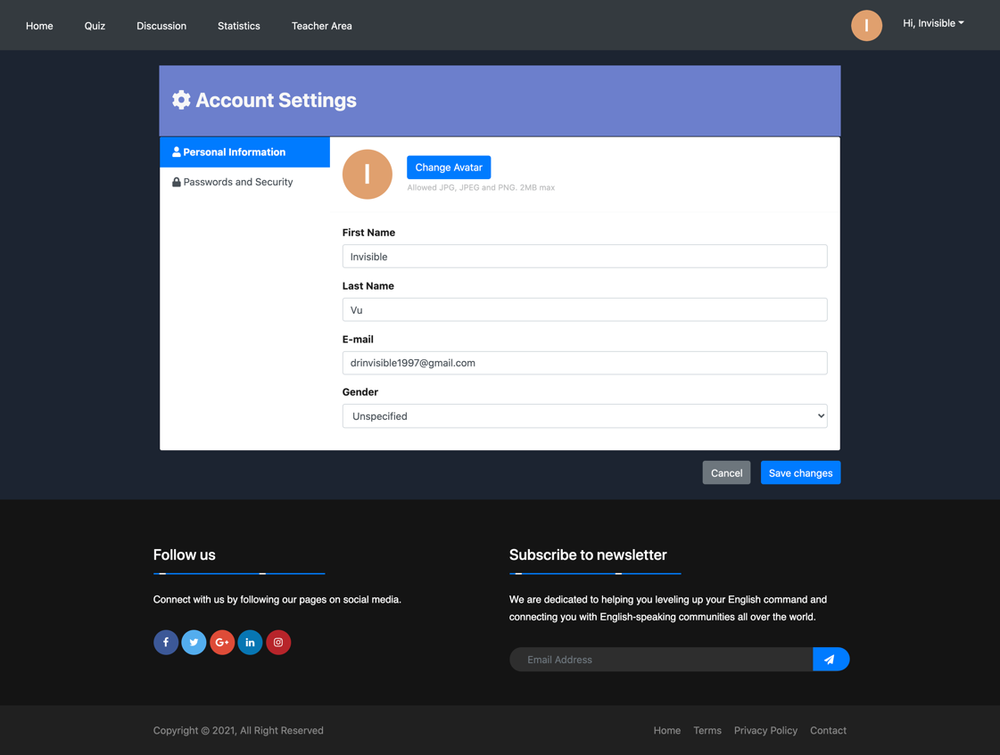 Home Quiz Discussion Statistics Teacher Area I Hi, Invisible
Account Settings
Personal Information
Passwords and Security
I
Change Avatar
Allowed JPG, JPEG and PNG. 2MB max
First Name
Invisible
Last Name
Vu
E-mail
drinvisible1997@gmail.com
Gender
Unspecified
Cancel Save changes
Follow us
Connect with us by following our pages on social media.
f G+ in
Subscribe to newsletter
We are dedicated to helping you leveling up your English command and
connecting you with English-speaking communities all over the world.
Email Address
Copyright © 2021, All Right Reserved
Home Terms Privacy Policy Contact